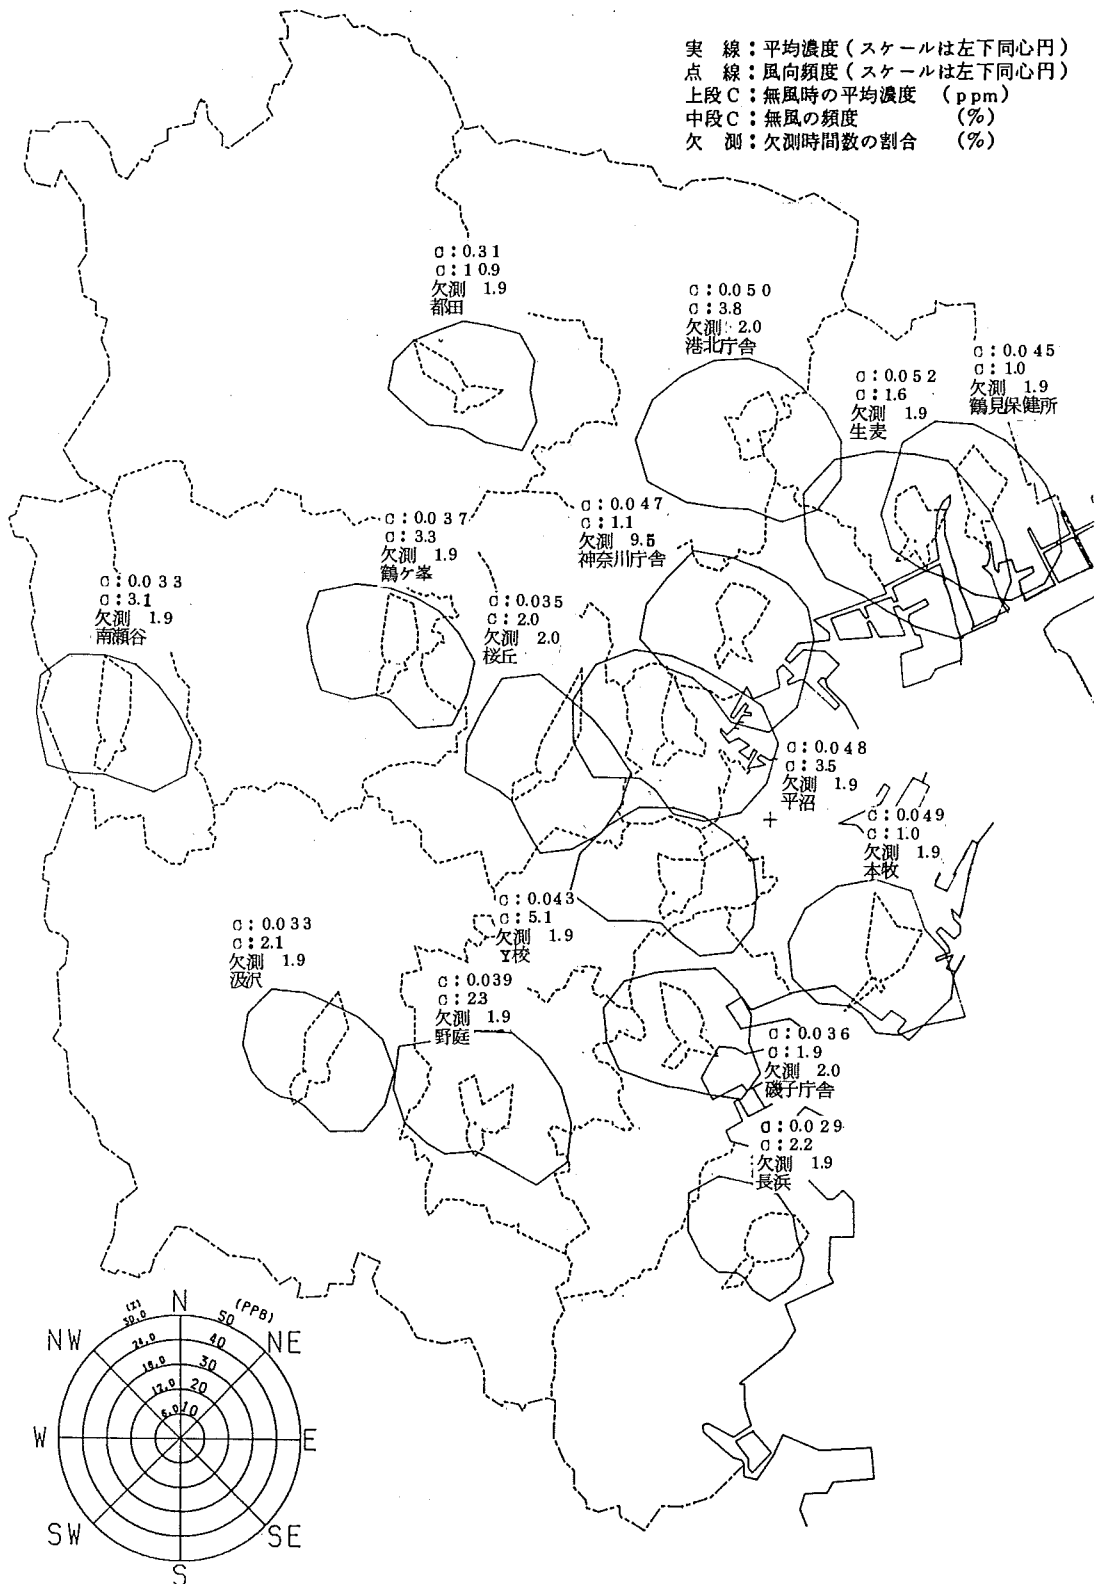 実 線：平均濃度（スケールは左下同心円）
点 線：風向頻度（スケールは左下同心円）
上段C：無風時の平均濃度 （ppm）
中段C：無風の頻度 （%）
欠 測：欠測時間数の割合 （%）
C：0.31
C：10.9
欠測 1.9
都田
C：0.050
C：3.8
欠測 2.0
港北庁舎
C：0.045
C：1.0
欠測 1.9
鶴見保健所
C：0.052
C：1.6
欠測 1.9
生麦
C：0.047
C：1.1
欠測 9.5
神奈川庁舎
C：0.037
C：3.3
欠測 1.9
鶴ケ峯
C：0.033
C：3.1
欠測 1.9
南瀬谷
C：0.035
C：2.0
欠測 2.0
桜丘
C：0.048
C：3.5
欠測 1.9
平沼
C：0.049
C：1.0
欠測 1.9
本牧
C：0.043
C：5.1
欠測 1.9
Y校
C：0.033
C：2.1
欠測 1.9
汲沢
C：0.039
C：23
欠測 1.9
野庭
C：0.036
C：1.9
欠測 2.0
磯子庁舎
C：0.029
C：2.2
欠測 1.9
長浜
(%) N (PPB)
30.0 50
NW 24.0 40 NE
18.0 30
12.0 20
6.0 10
W E
SW SE
S